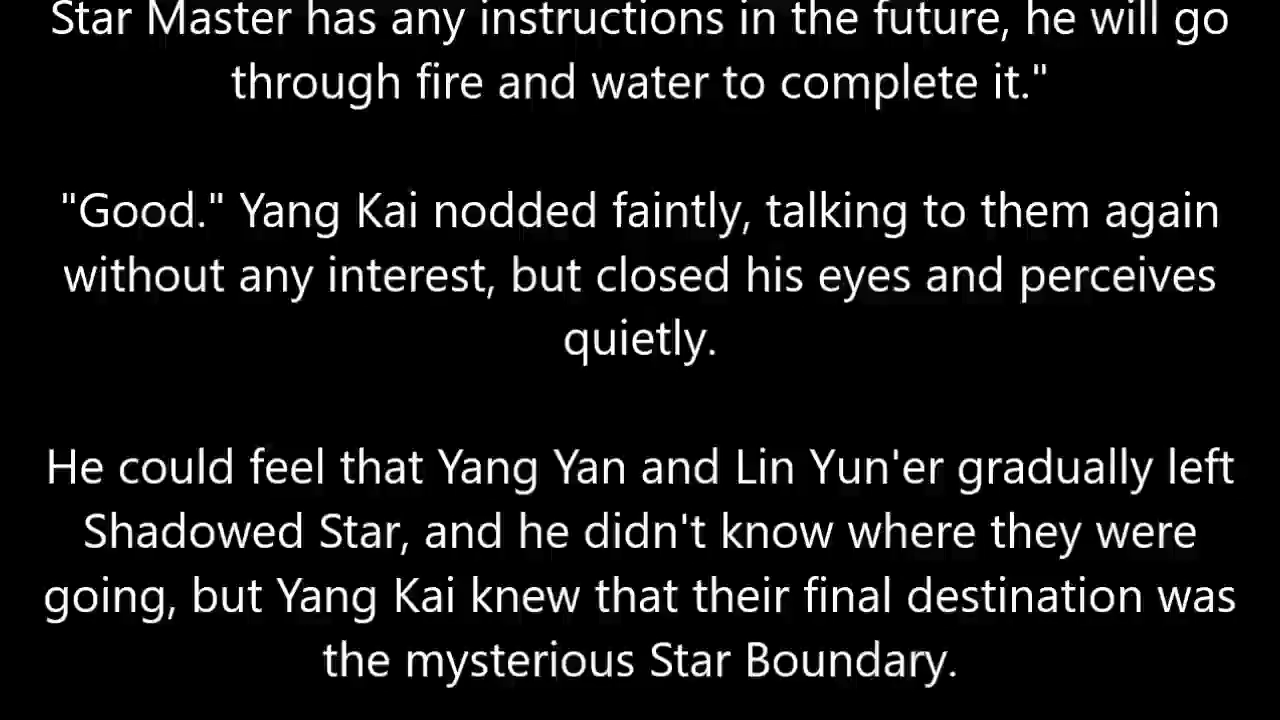 Star Master has any instructions in the future, he will go
through fire and water to complete it."
"Good." Yang Kai nodded faintly, talking to them again
without any interest, but closed his eyes and perceives
quietly.
He could feel that Yang Yan and Lin Yun'er gradually left
Shadowed Star, and he didn't know where they were
going, but Yang Kai knew that their final destination was
the mysterious Star Boundary.